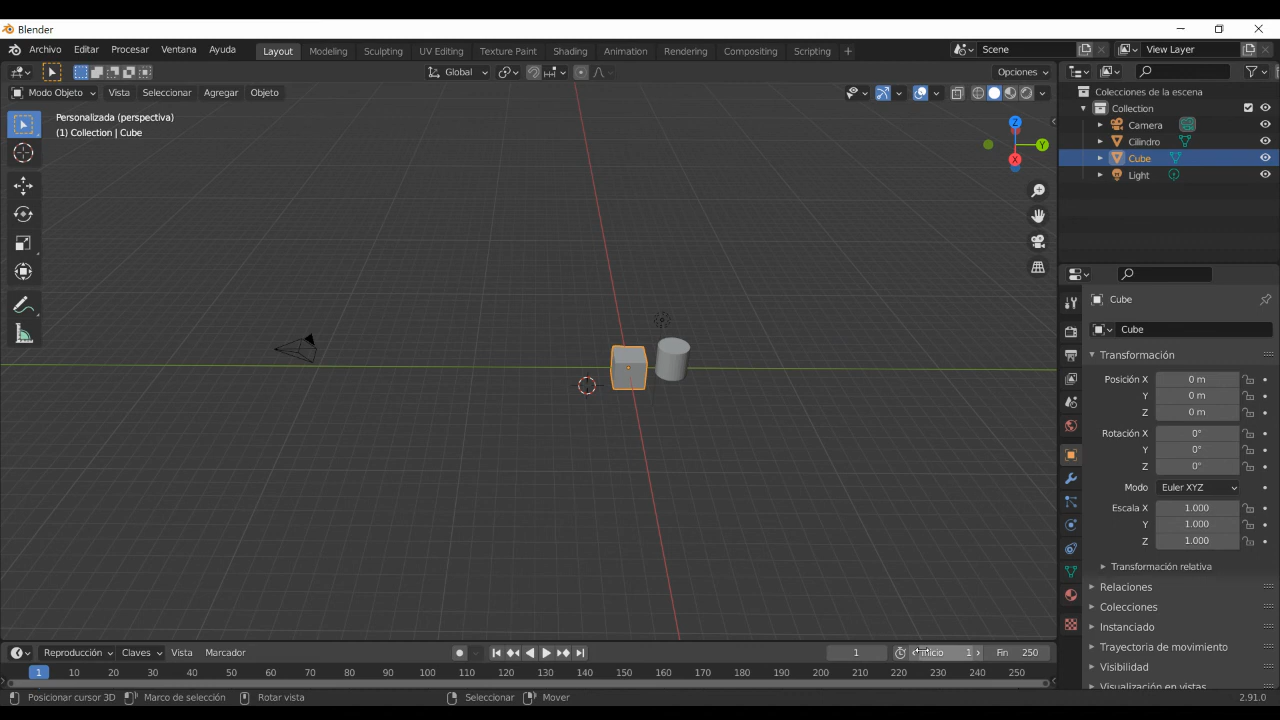 Blender
Archivo Editar Procesar Ventana Ayuda Layout Modeling Sculpting UV Editing Texture Paint Shading Animation Rendering Compositing Scripting + Scene View Layer
Global Opciones
Modo Objeto Vista Seleccionar Agregar Objeto
Personalizada (perspectiva)
(1) Collection | Cube
Z
Y
X
Colecciones de la escena
Collection
Camera
Cilindro
Cube
Light
Cube
Cube
Transformación
Posición X 0 m
Y 0 m
Z 0 m
Rotación X 0°
Y 0°
Z 0°
Modo Euler XYZ
Escala X 1.000
Y 1.000
Z 1.000
Transformación relativa
Relaciones
Colecciones
Instanciado
Trayectoria de movimiento
Visibilidad
Visualización en vistas
Reproducción Claves Vista Marcador 1 Inicio 1 Fin 250
1 10 20 30 40 50 60 70 80 90 100 110 120 130 140 150 160 170 180 190 200 210 220 230 240 250
Posicionar cursor 3D Marco de selección Rotar vista Seleccionar Mover 2.91.0